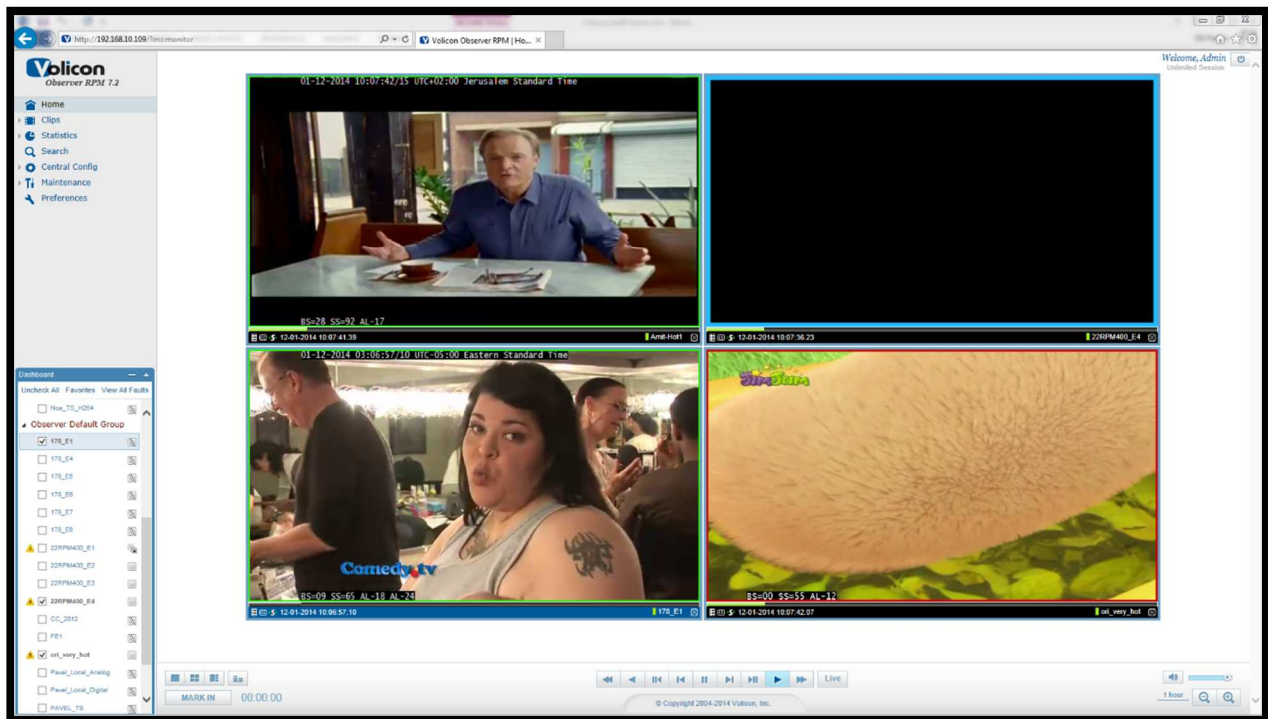 http://192.168.10.109/?mx=monitor
Volicon Observer RPM | Ho...
Volicon
Observer RPM 7.2
Welcome, Admin
Unlimited Session
Home
Clips
Statistics
Search
Central Config
Maintenance
Preferences
01-12-2014 10:07:42/15 UTC+02:00 Jerusalem Standard Time
BS=28 SS=92 AL-17
12-01-2014 10:07:41.39
Amit-Hot1
12-01-2014 10:07:36.23
22RPM400_E4
01-12-2014 03:06:57/10 UTC-05:00 Eastern Standard Time
Comedy.tv
BS=09 SS=65 AL-18 AL-24
12-01-2014 10:06:57.10
178_E1
JimJam
BS=00 SS=55 AL-12
12-01-2014 10:07:42.07
ori_very_hot
Dashboard
Uncheck All Favorites View All Faults
Noa_TS_H264
Observer Default Group
178_E1
178_E4
178_E5
178_E6
178_E7
178_E8
22RPM400_E1
22RPM400_E2
22RPM400_E3
22RPM400_E4
CC_2012
FE1
ori_very_hot
Pavel_Local_Analog
Pavel_Local_Digital
PAVEL_TS
MARK IN
00:00:00
Live
1 hour
© Copyright 2004-2014 Volicon, Inc.